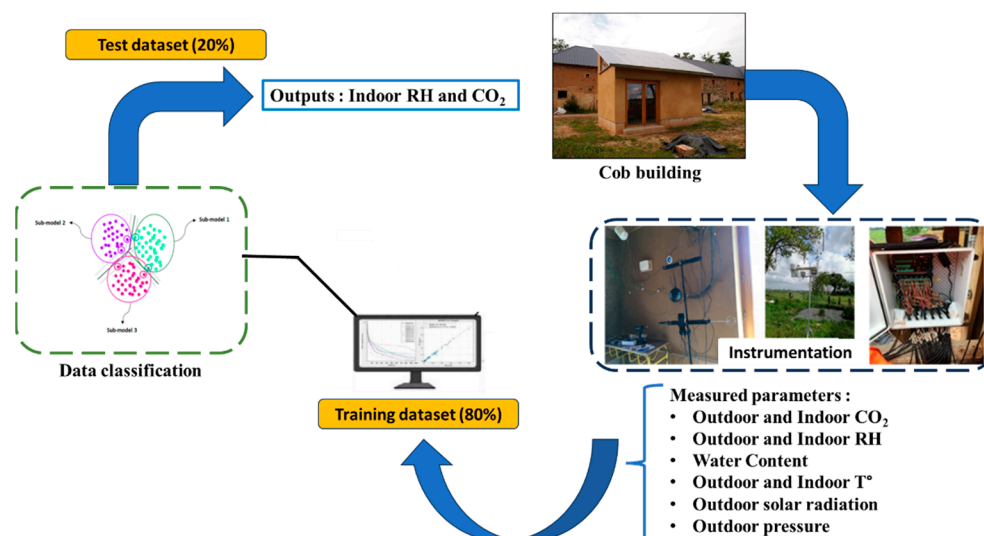 Test dataset (20%)
Outputs : Indoor RH and CO₂
Cob building
Sub-model 2
Sub-model 1
Sub-model 3
Data classification
Instrumentation
Training dataset (80%)
Measured parameters :
• Outdoor and Indoor CO₂
• Outdoor and Indoor RH
• Water Content
• Outdoor and Indoor T°
• Outdoor solar radiation
• Outdoor pressure